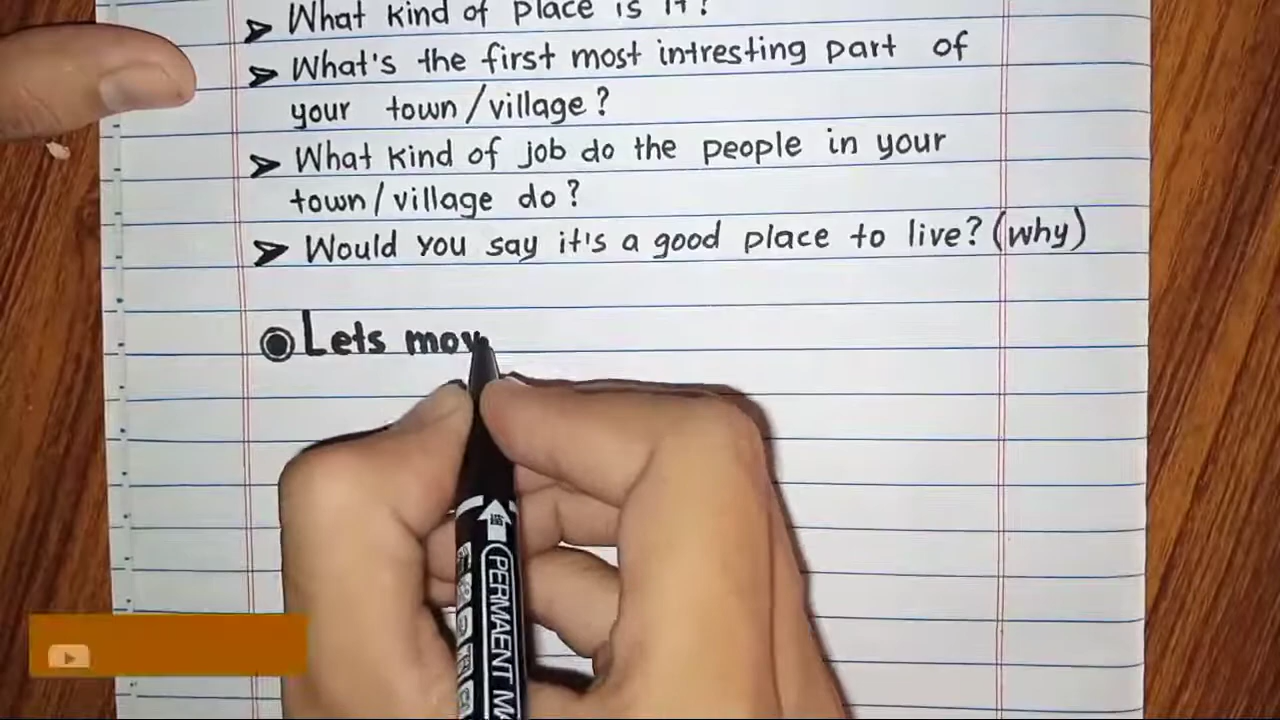 ➤ What kind of place is it?
➤ What's the first most intresting part of
your town/village?
➤ What kind of job do the people in your
town/village do?
➤ Would you say it's a good place to live? (why)
Lets mov
PERMAENT MA